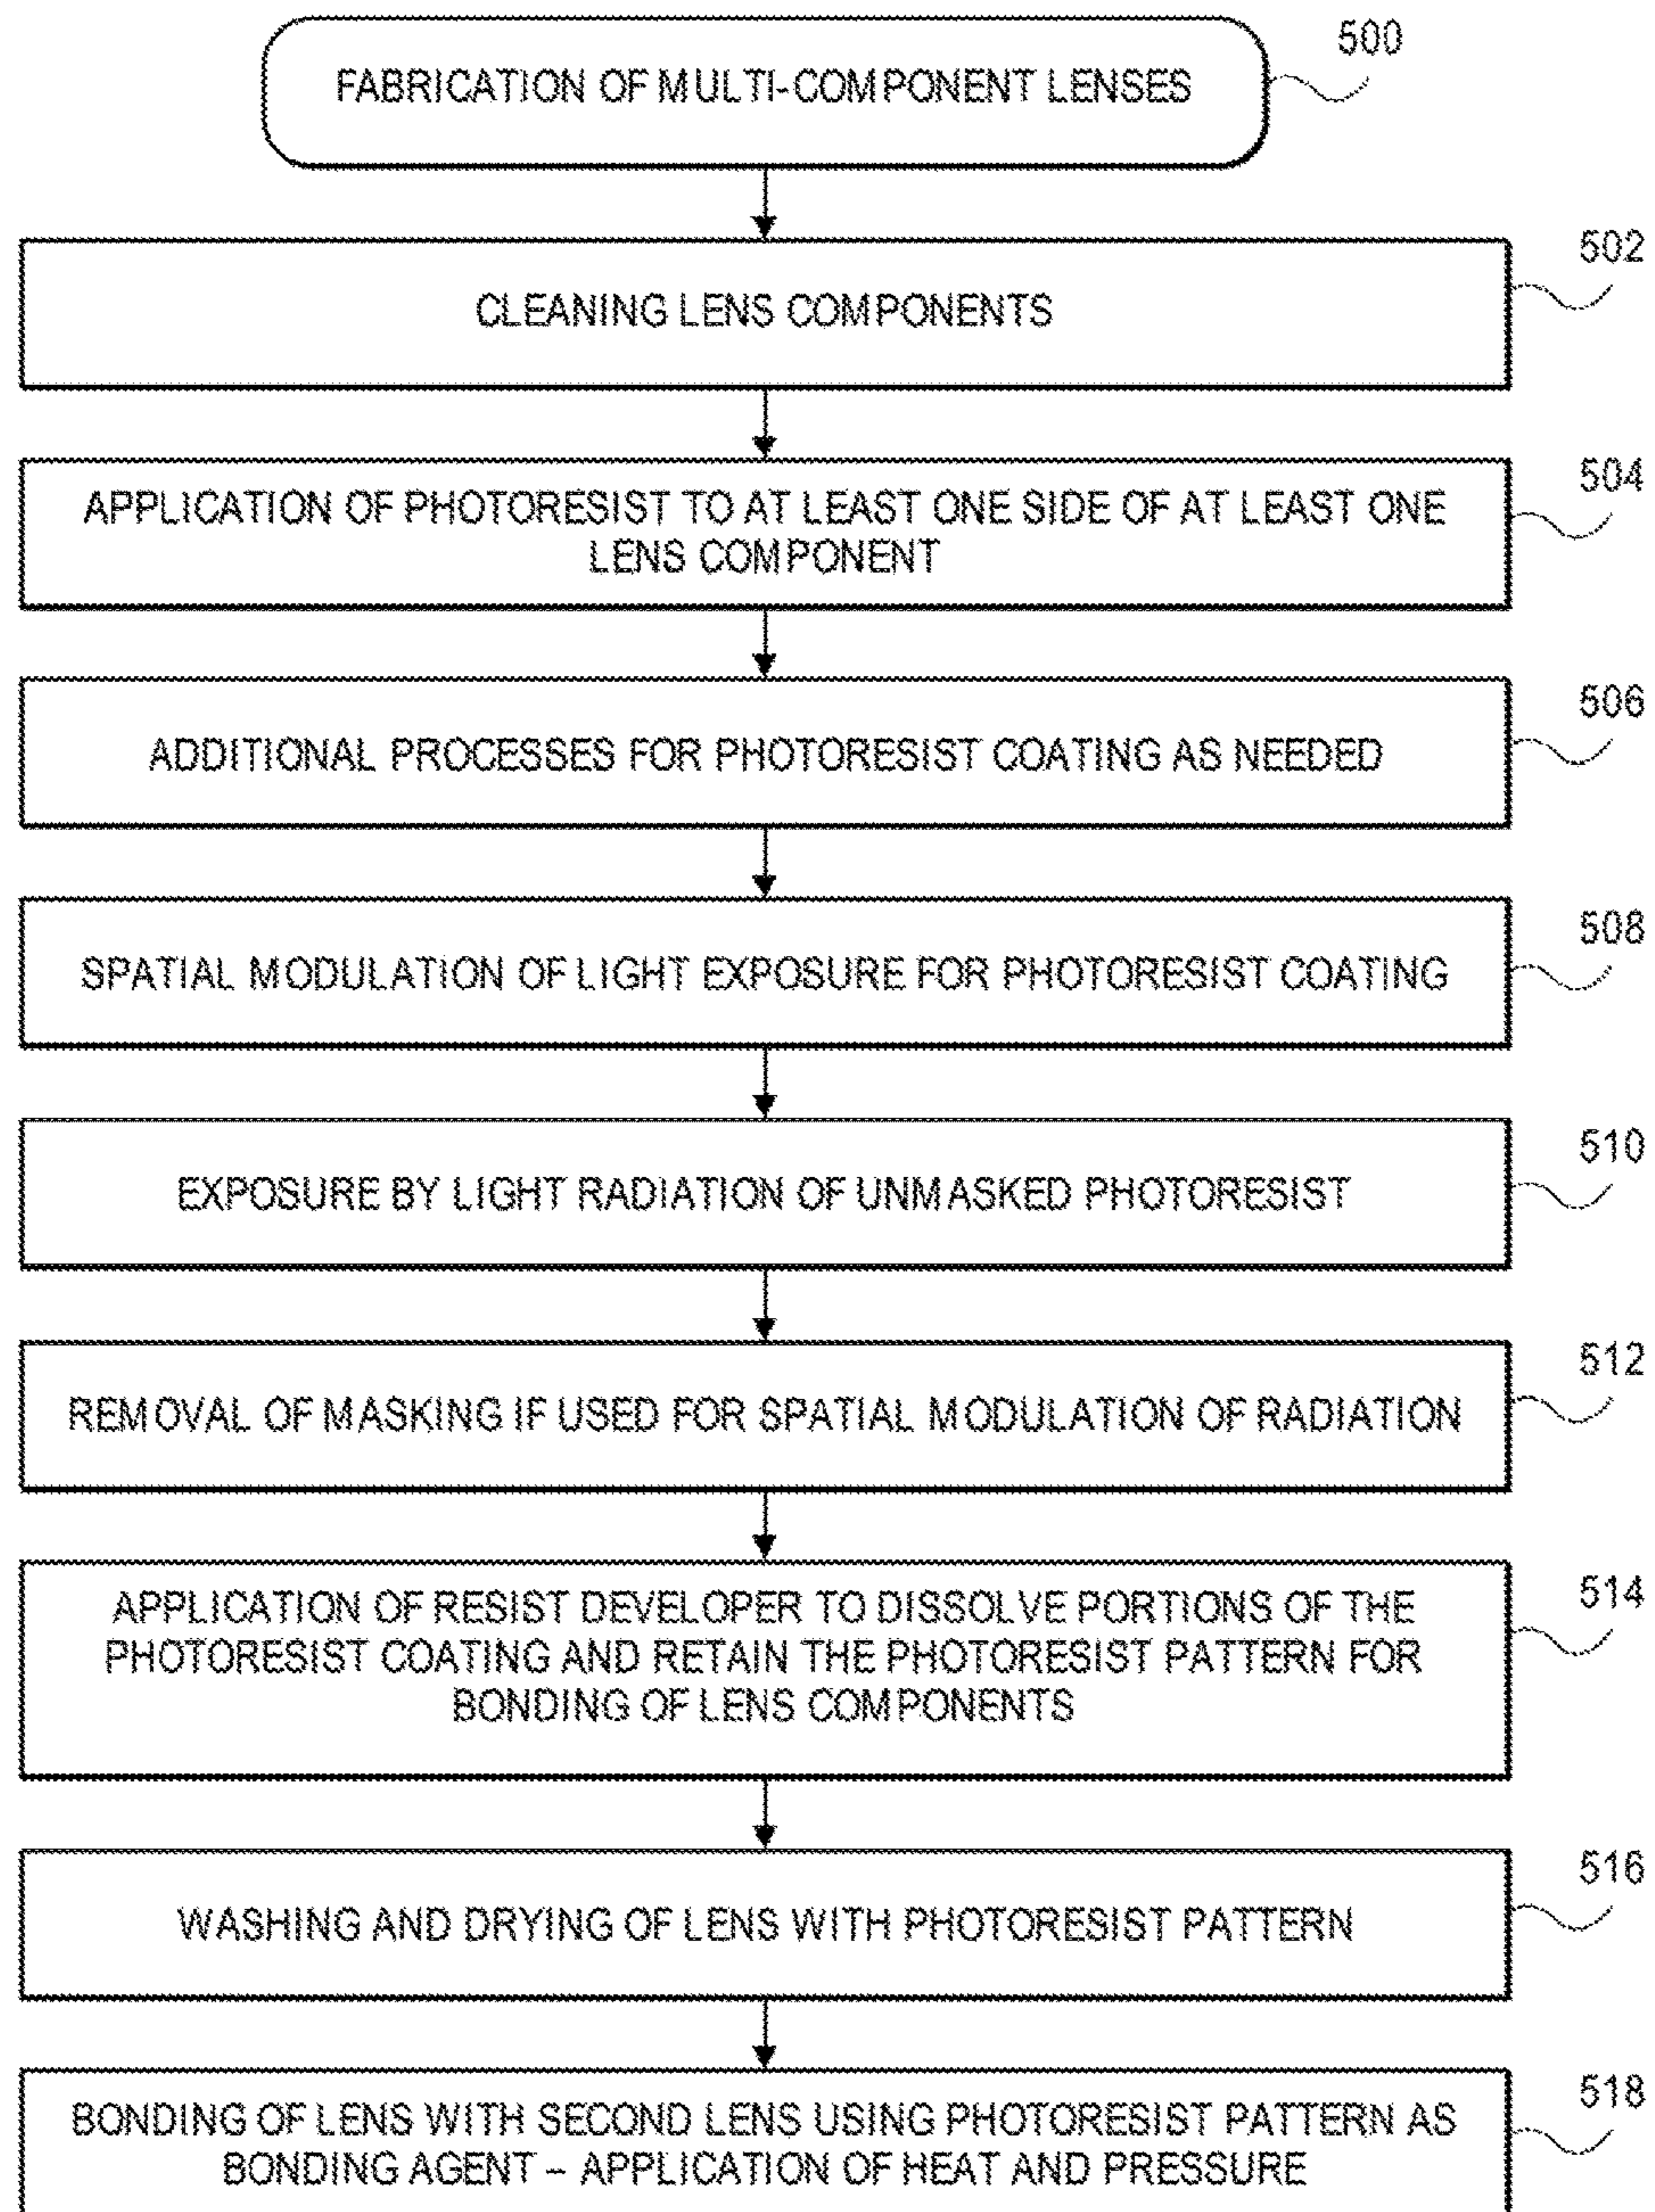 FABRICATION OF MULTI-COMPONENT LENSES
500
CLEANING LENS COMPONENTS
502
APPLICATION OF PHOTORESIST TO AT LEAST ONE SIDE OF AT LEAST ONE
LENS COMPONENT
504
ADDITIONAL PROCESSES FOR PHOTORESIST COATING AS NEEDED
506
SPATIAL MODULATION OF LIGHT EXPOSURE FOR PHOTORESIST COATING
508
EXPOSURE BY LIGHT RADIATION OF UNMASKED PHOTORESIST
510
REMOVAL OF MASKING IF USED FOR SPATIAL MODULATION OF RADIATION
512
APPLICATION OF RESIST DEVELOPER TO DISSOLVE PORTIONS OF THE
PHOTORESIST COATING AND RETAIN THE PHOTORESIST PATTERN FOR
BONDING OF LENS COMPONENTS
514
WASHING AND DRYING OF LENS WITH PHOTORESIST PATTERN
516
BONDING OF LENS WITH SECOND LENS USING PHOTORESIST PATTERN AS
BONDING AGENT – APPLICATION OF HEAT AND PRESSURE
518